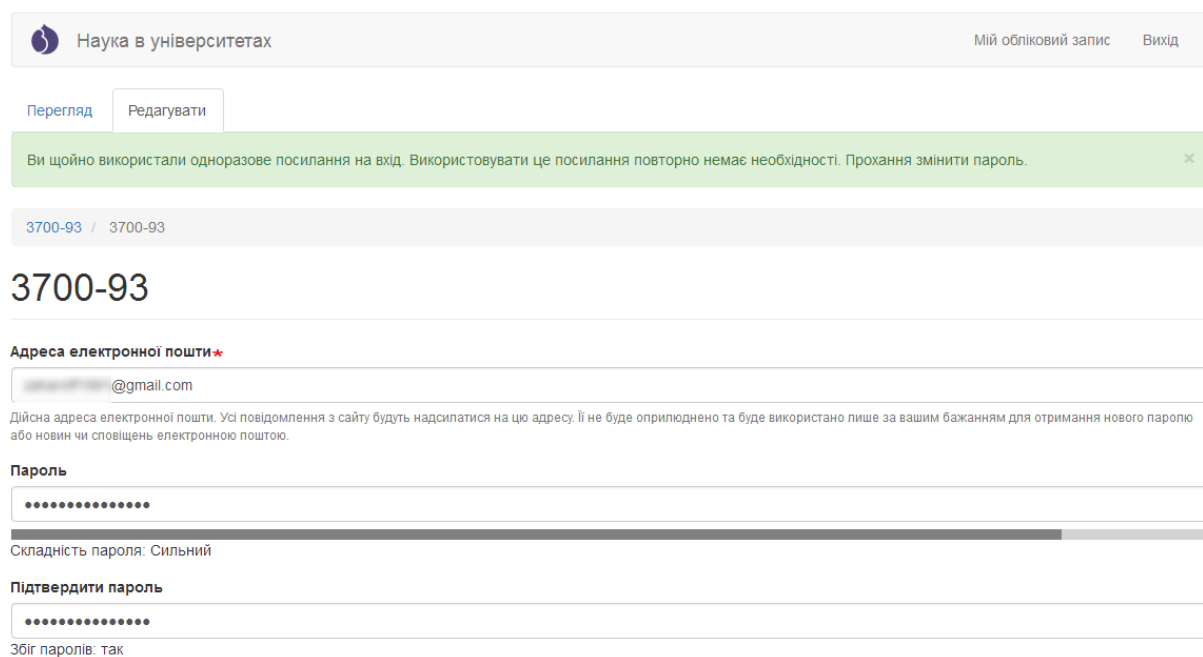 Наука в університетах
Мій обліковий запис
Вихід
Перегляд
Редагувати
Ви щойно використали одноразове посилання на вхід. Використовувати це посилання повторно немає необхідності. Прохання змінити пароль.
×
3700-93 / 3700-93
3700-93
Адреса електронної пошти*
@gmail.com
Дійсна адреса електронної пошти. Усі повідомлення з сайту будуть надсилатися на цю адресу. Її не буде оприлюднено та буде використано лише за вашим бажанням для отримання нового паролю
або новин чи сповіщень електронною поштою.
Пароль
•••••••••••••••
Складність пароля: Сильний
Підтвердити пароль
•••••••••••••••
Збіг паролів: так